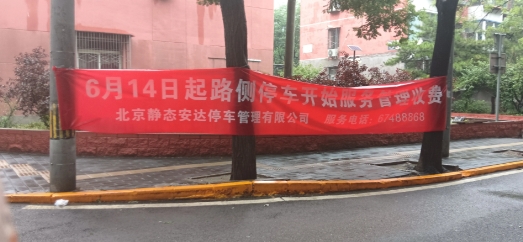 6月14日起路侧停车开始服务管理收费
北京静态安达停车管理有限公司 服务电话：67488868